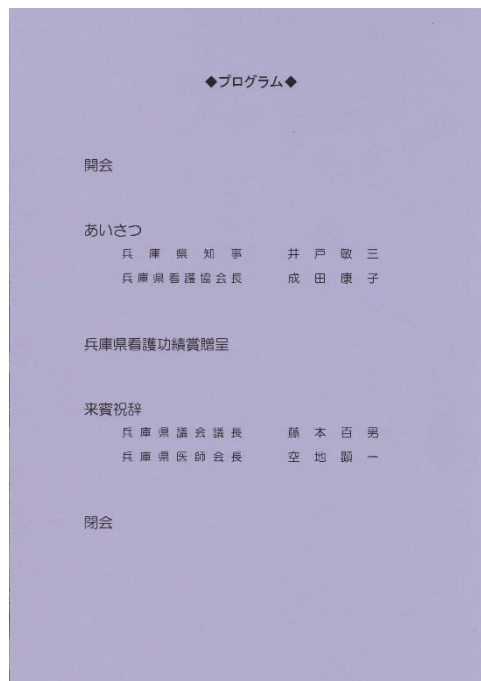 ◆プログラム◆
開会
あいさつ
兵庫県知事 井戸敏三
兵庫県看護協会長 成田康子
兵庫県看護功績賞贈呈
来賓祝辞
兵庫県議会議長 藤本百男
兵庫県医師会長 空地顕一
閉会